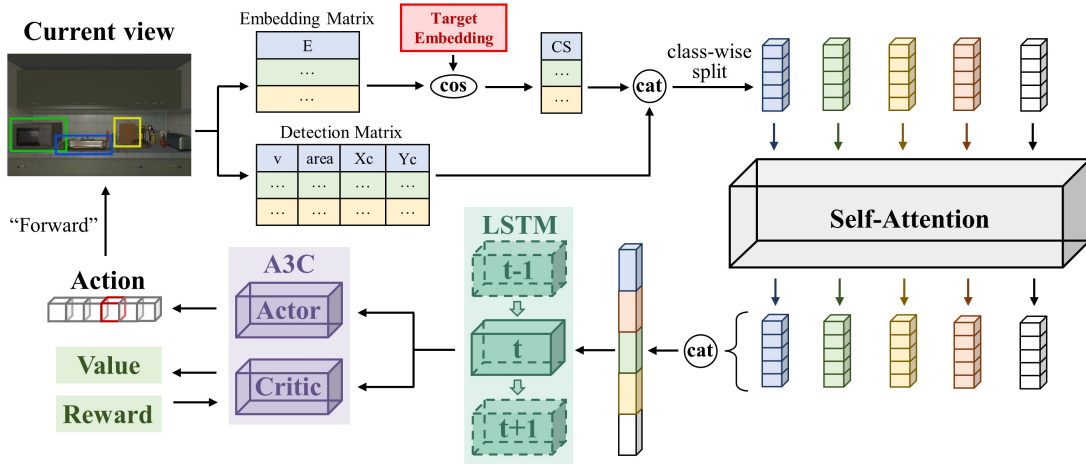 Current view
Embedding Matrix
E
...
...
Target
Embedding
cos
CS
...
...
cat
class-wise
split
Detection Matrix
v area Xc Yc
... ... ... ...
... ... ... ...
Self-Attention
"Forward"
Action
A3C
Actor
Critic
Value
Reward
LSTM
t-1
t
t+1
cat